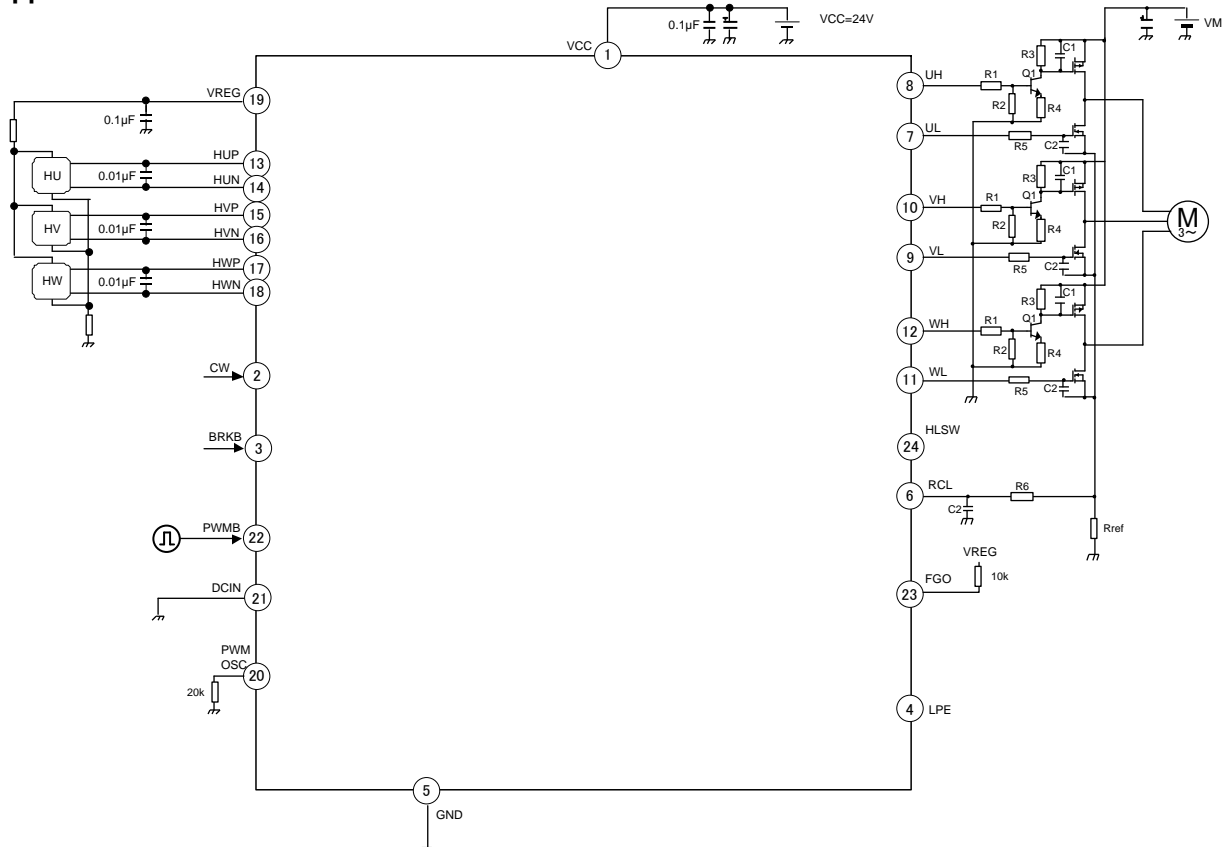 VCC
1
0.1µF
VCC=24V
VM
VREG
19
0.1µF
HU
HUP
13
0.01µF
HUN
14
HV
HVP
15
0.01µF
HVN
16
HW
HWP
17
0.01µF
HWN
18
CW
2
BRKB
3
PWMB
22
DCIN
21
PWM
OSC
20
20k
5
GND
8
UH
R1
R2
R3
C1
Q1
R4
7
UL
R5
C2
10
VH
R1
R2
R3
C1
Q1
R4
9
VL
R5
C2
12
WH
R1
R2
R3
C1
Q1
R4
11
WL
R5
C2
M
3~
24
HLSW
6
RCL
C2
R6
Rref
VREG
10k
23
FGO
4
LPE